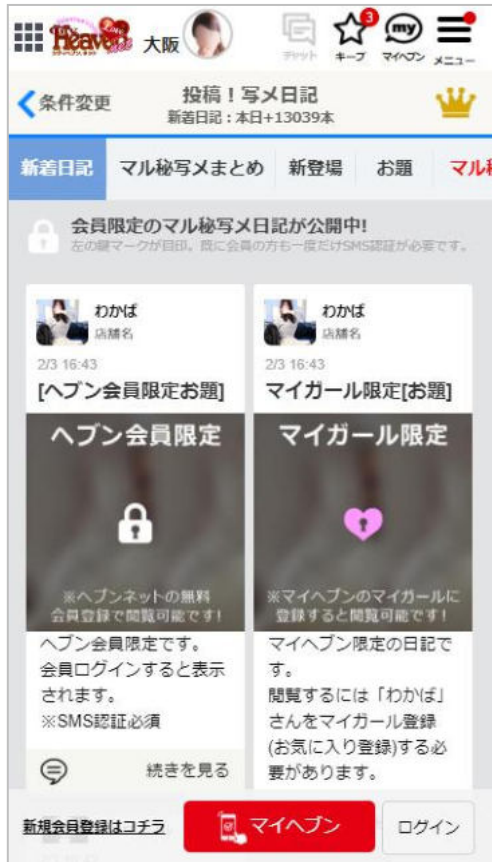 Heaven
大阪
チャット
3
キープ
my
マイヘブン
メニュー
条件変更
投稿！写メ日記
新着日記：本日+13039本
新着日記
マル秘写メまとめ
新登場
お題
マル
会員限定のマル秘写メ日記が公開中!
左の鍵マークが目印。既に会員の方も一度だけSMS認証が必要です。
わかば
店舗名
2/3 16:43
[ヘブン会員限定お題]
ヘブン会員限定
※ヘブンネットの無料
会員登録で閲覧可能です!
ヘブン会員限定です。
会員ログインすると表示
されます。
※SMS認証必須
続きを見る
わかば
店舗名
2/3 16:43
マイガール限定[お題]
マイガール限定
※マイヘブンのマイガールに
登録すると閲覧可能です!
マイヘブン限定の日記で
す。
閲覧するには「わかば」
さんをマイガール登録
(お気に入り登録)する必
要があります。
新規会員登録はコチラ
マイヘブン
ログイン